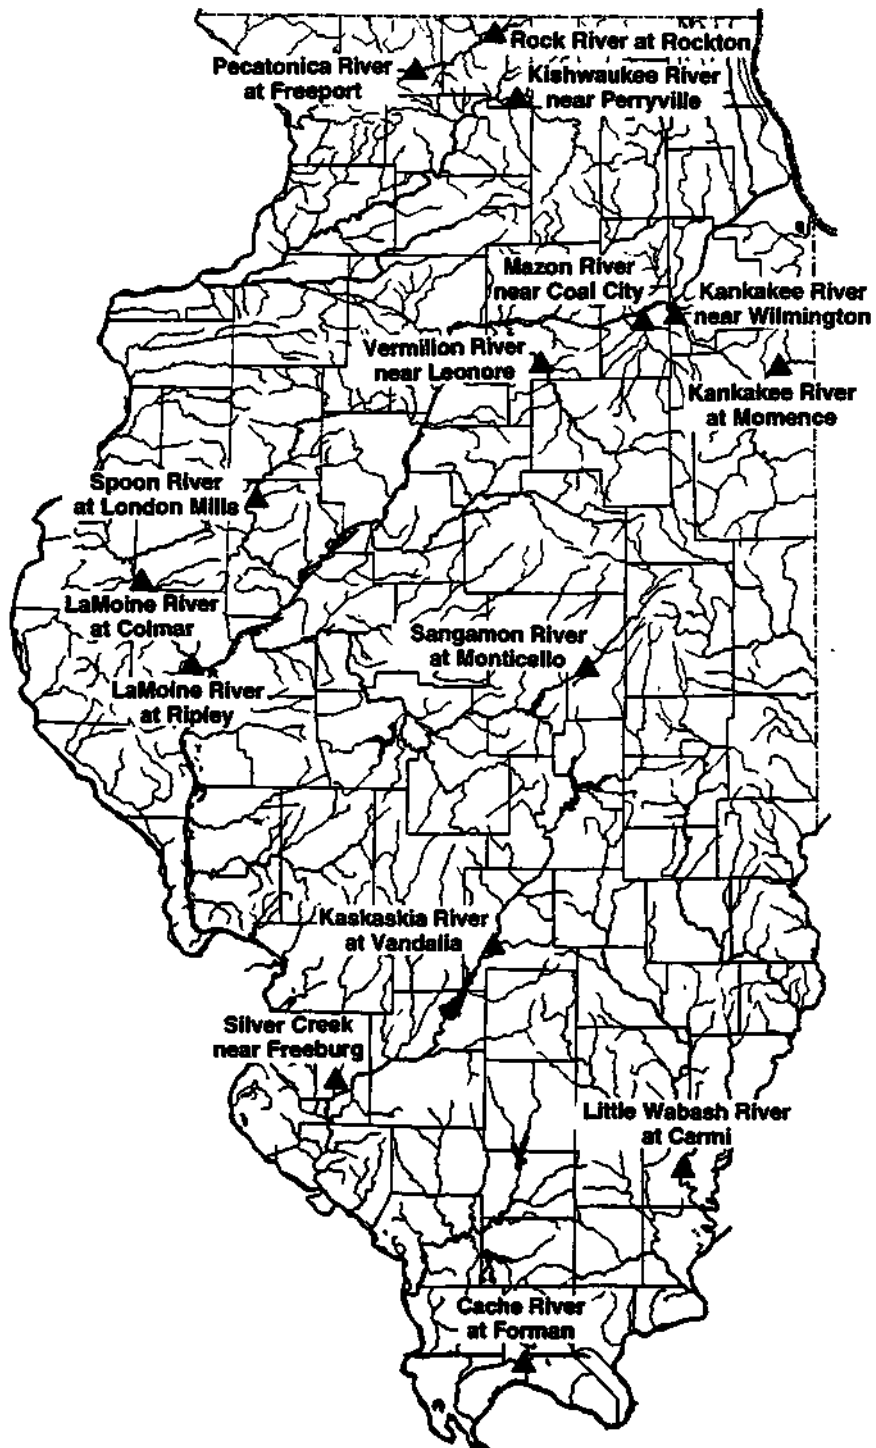 Rock River at Rockton
Pecatonica River
at Freeport
Kishwaukee River
near Perryville
Mazon River
near Coal City
Kankakee River
near Wilmington
Vermilion River
near Leonore
Kankakee River
at Momence
Spoon River
at London Mills
LaMoine River
at Colmar
Sangamon River
at Monticello
LaMoine River
at Ripley
Kaskaskia River
at Vandalia
Silver Creek
near Freeburg
Little Wabash River
at Carmi
Cache River
at Forman